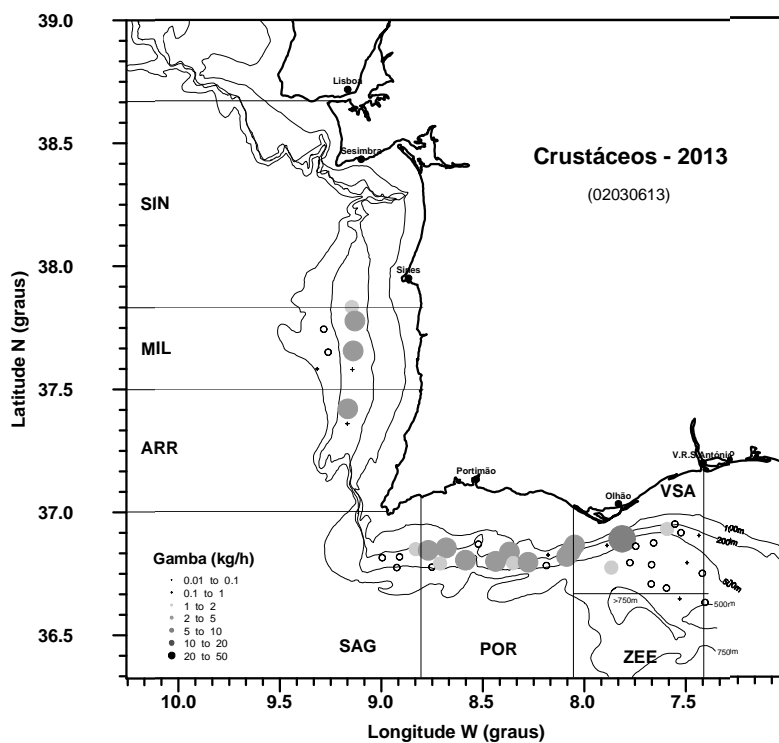 39.0
38.5
38.0
37.5
37.0
36.5
Latitude N (graus)
Lisboa
Sesimbra
Crustáceos - 2013
(02030613)
SIN
Sines
MIL
ARR
Portimão
V.R.S.António
Olhão
VSA
100m
200m
500m
Gamba (kg/h)
0.01 to 0.1
0.1 to 1
1 to 2
2 to 5
5 to 10
10 to 20
20 to 50
>750m
500m
750m
SAG
POR
ZEE
10.0 9.5 9.0 8.5 8.0 7.5
Longitude W (graus)